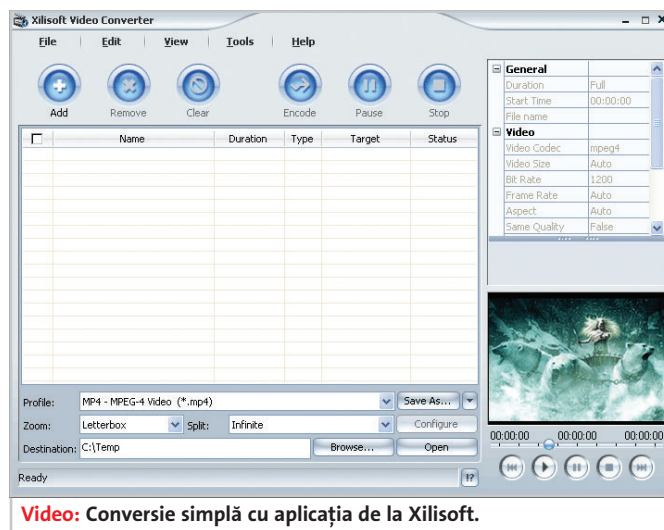 Xilisoft Video Converter
File Edit View Tools Help
Add Remove Clear Encode Pause Stop
Name Duration Type Target Status
General
Duration Full
Start Time 00:00:00
File name
Video
Video Codec mpeg4
Video Size Auto
Bit Rate 1200
Frame Rate Auto
Aspect Auto
Same Quality False
Profile: MP4 - MPEG-4 Video (*.mp4) Save As...
Zoom: Letterbox Split: Infinite Configure
Destination: C:\Temp Browse... Open
00:00:00 00:00:00 00:00:00
Ready !?
Video: Conversie simplă cu aplicația de la Xilisoft.